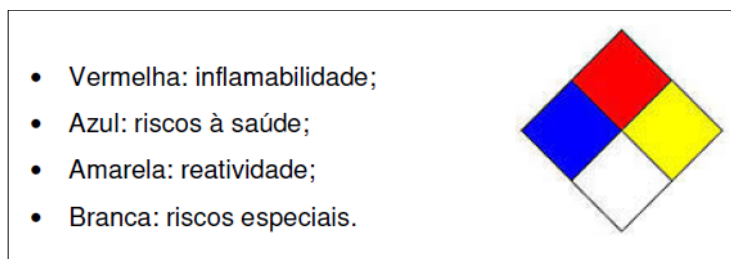 • Vermelha: inflamabilidade;
• Azul: riscos à saúde;
• Amarela: reatividade;
• Branca: riscos especiais.